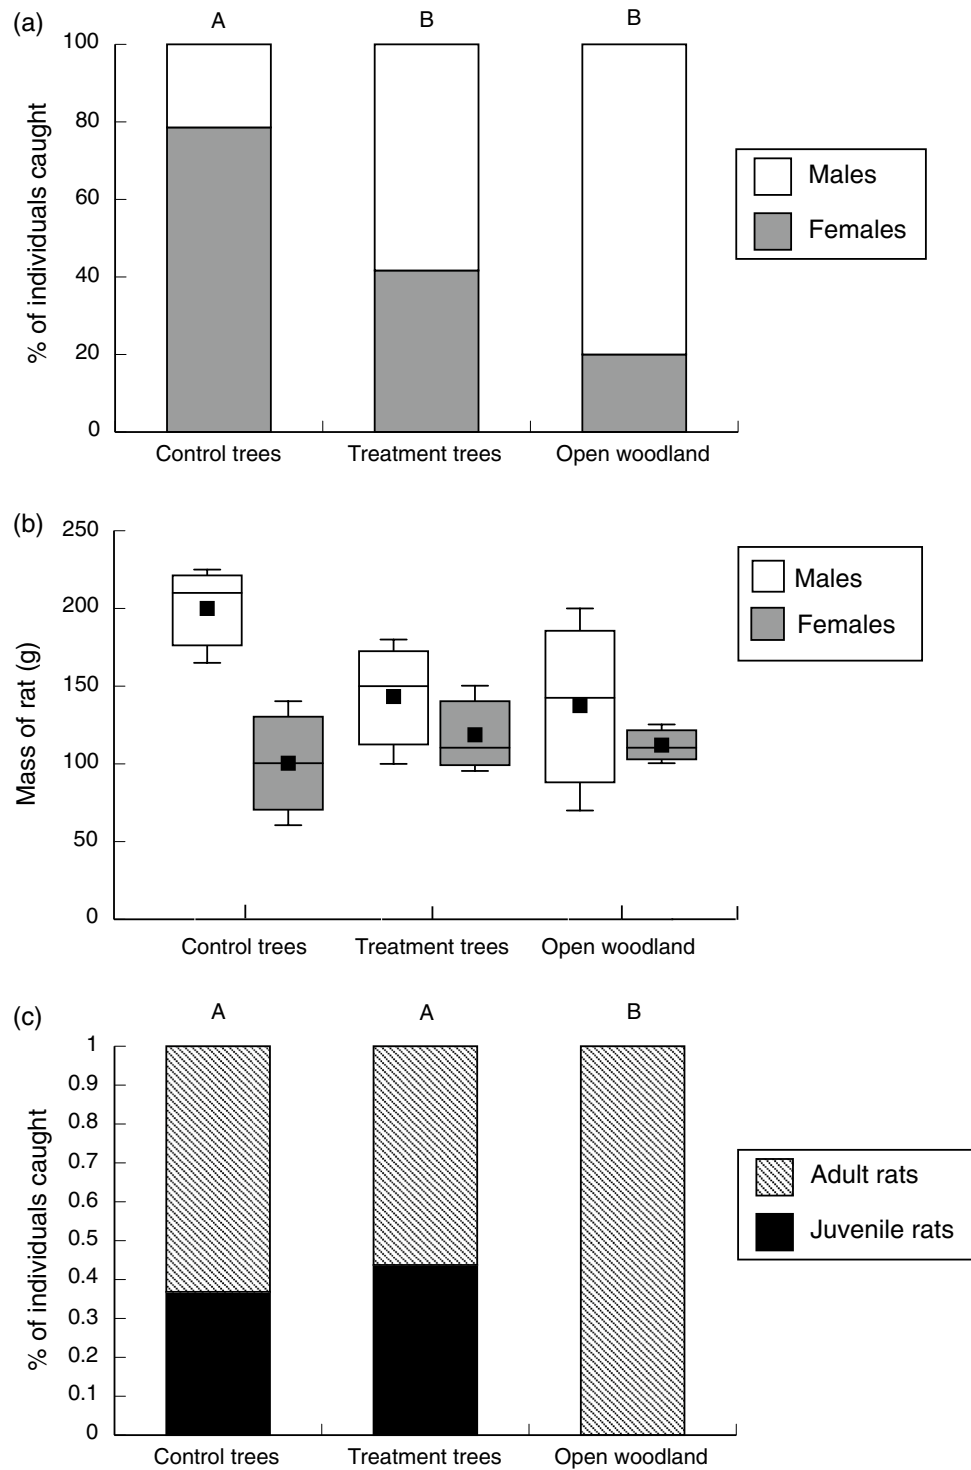 (a)
A B B
% of individuals caught
100
80
60
40
20
0
Control trees Treatment trees Open woodland
Males
Females
(b)
Mass of rat (g)
250
200
150
100
50
0
Control trees Treatment trees Open woodland
Males
Females
(c)
A A B
% of individuals caught
1
0.9
0.8
0.7
0.6
0.5
0.4
0.3
0.2
0.1
0
Control trees Treatment trees Open woodland
Adult rats
Juvenile rats